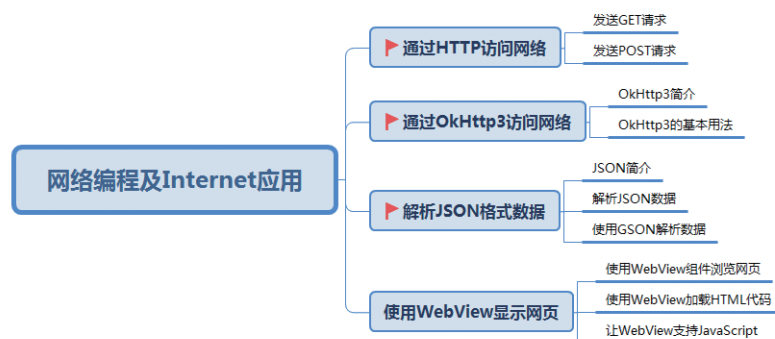 网络编程及Internet应用
通过HTTP访问网络
发送GET请求
发送POST请求
通过OkHttp3访问网络
OkHttp3简介
OkHttp3的基本用法
解析JSON格式数据
JSON简介
解析JSON数据
使用GSON解析数据
使用WebView显示网页
使用WebView组件浏览网页
使用WebView加载HTML代码
让WebView支持JavaScript